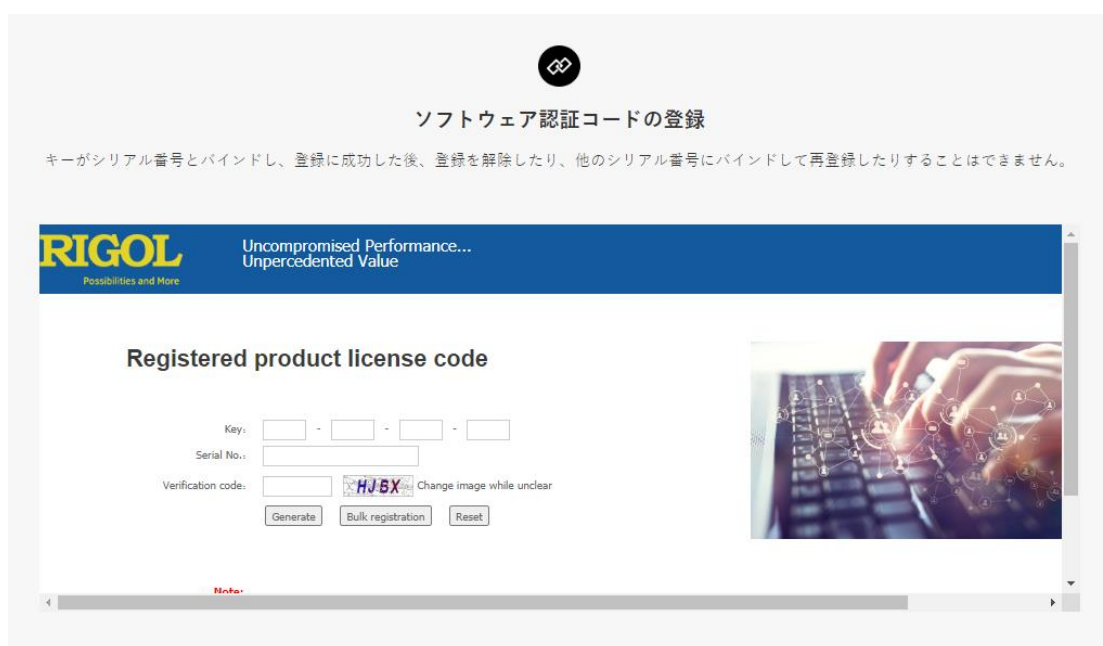 ソフトウェア認証コードの登録
キーがシリアル番号とバインドし、登録に成功した後、登録を解除したり、他のシリアル番号にバインドして再登録したりすることはできません。
RIGOL
Possibilities and More
Uncompromised Performance...
Unpercedented Value
Registered product license code
Key: - - -
Serial No.:
Verification code: HJBX Change image while unclear
Generate Bulk registration Reset
Note: